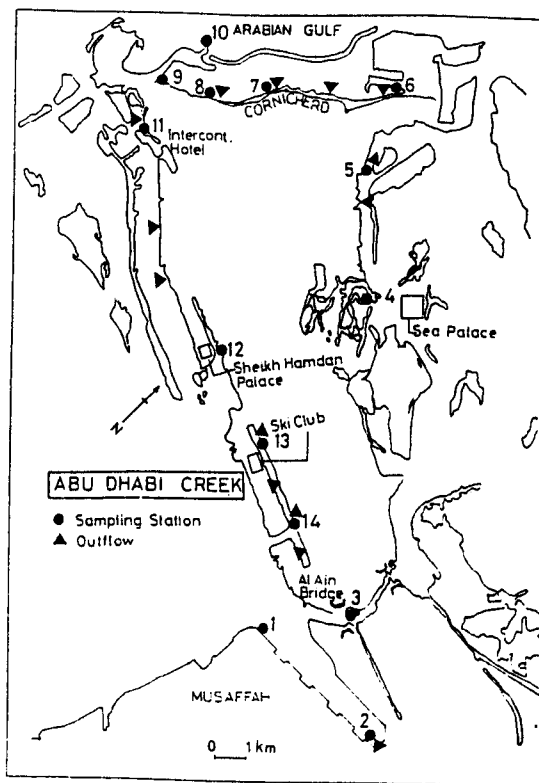 10 ARABIAN GULF
9
8
7
6
CORNICHERD
11
Intercont.
Hotel
5
4
Sea Palace
12
Sheikh Hamdan
Palace
N
Ski Club
13
ABU DHABI CREEK
● Sampling Station
▲ Outflow
14
Al Ain
Bridge
3
1
MUSAFFAH
2
0 1 km